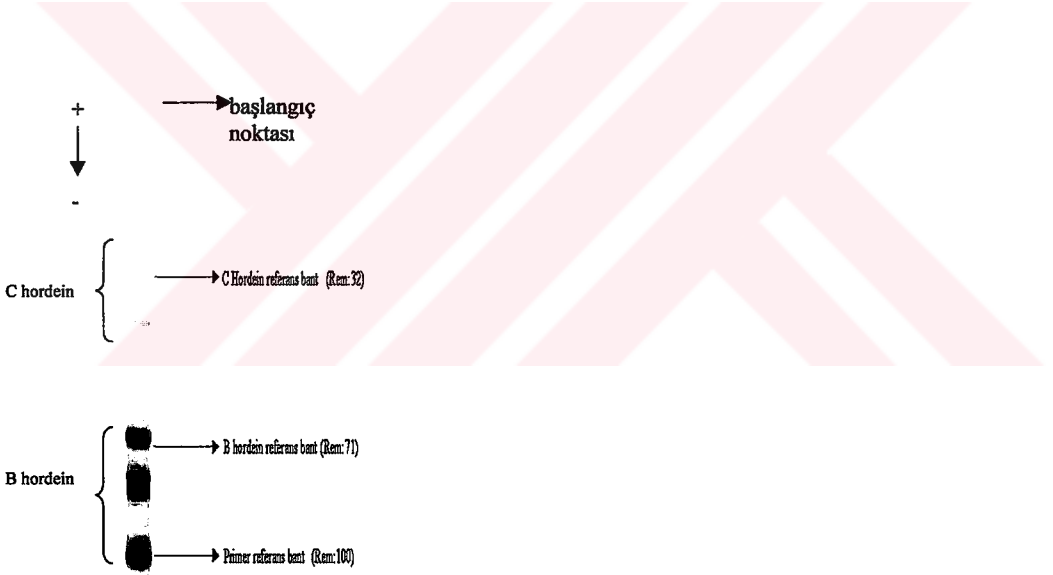 +
başlangıç
noktası
-
C hordein
C Hordein referans bant (Rem:32)
B hordein referans bant (Rem:71)
B hordein
Primer referans bant (Rem:100)